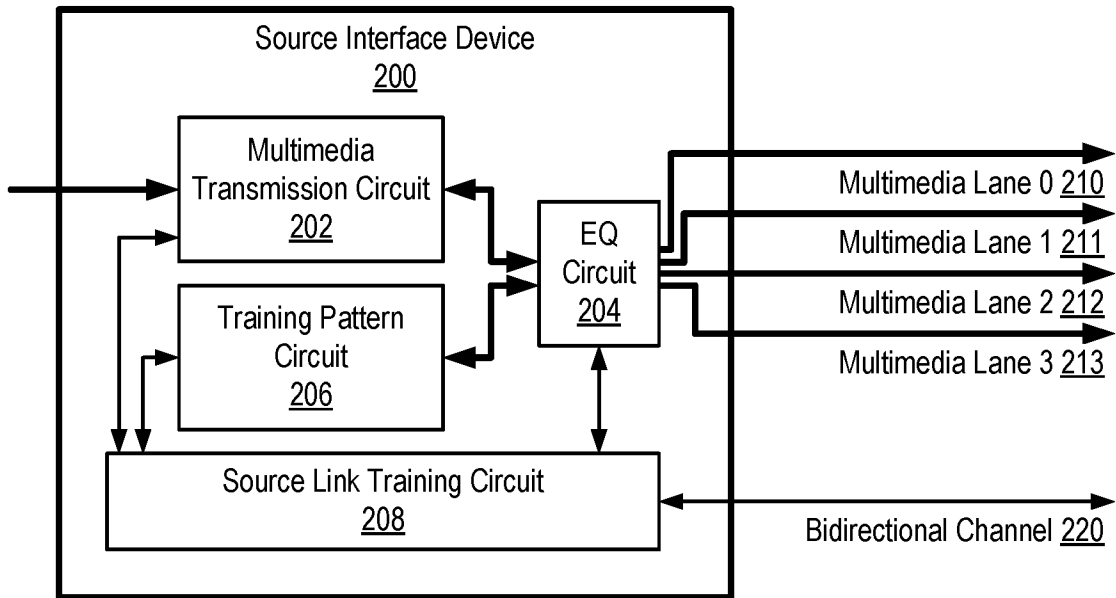 Source Interface Device
200
Multimedia
Transmission Circuit
202
EQ
Circuit
204
Training Pattern
Circuit
206
Source Link Training Circuit
208
Multimedia Lane 0 210
Multimedia Lane 1 211
Multimedia Lane 2 212
Multimedia Lane 3 213
Bidirectional Channel 220